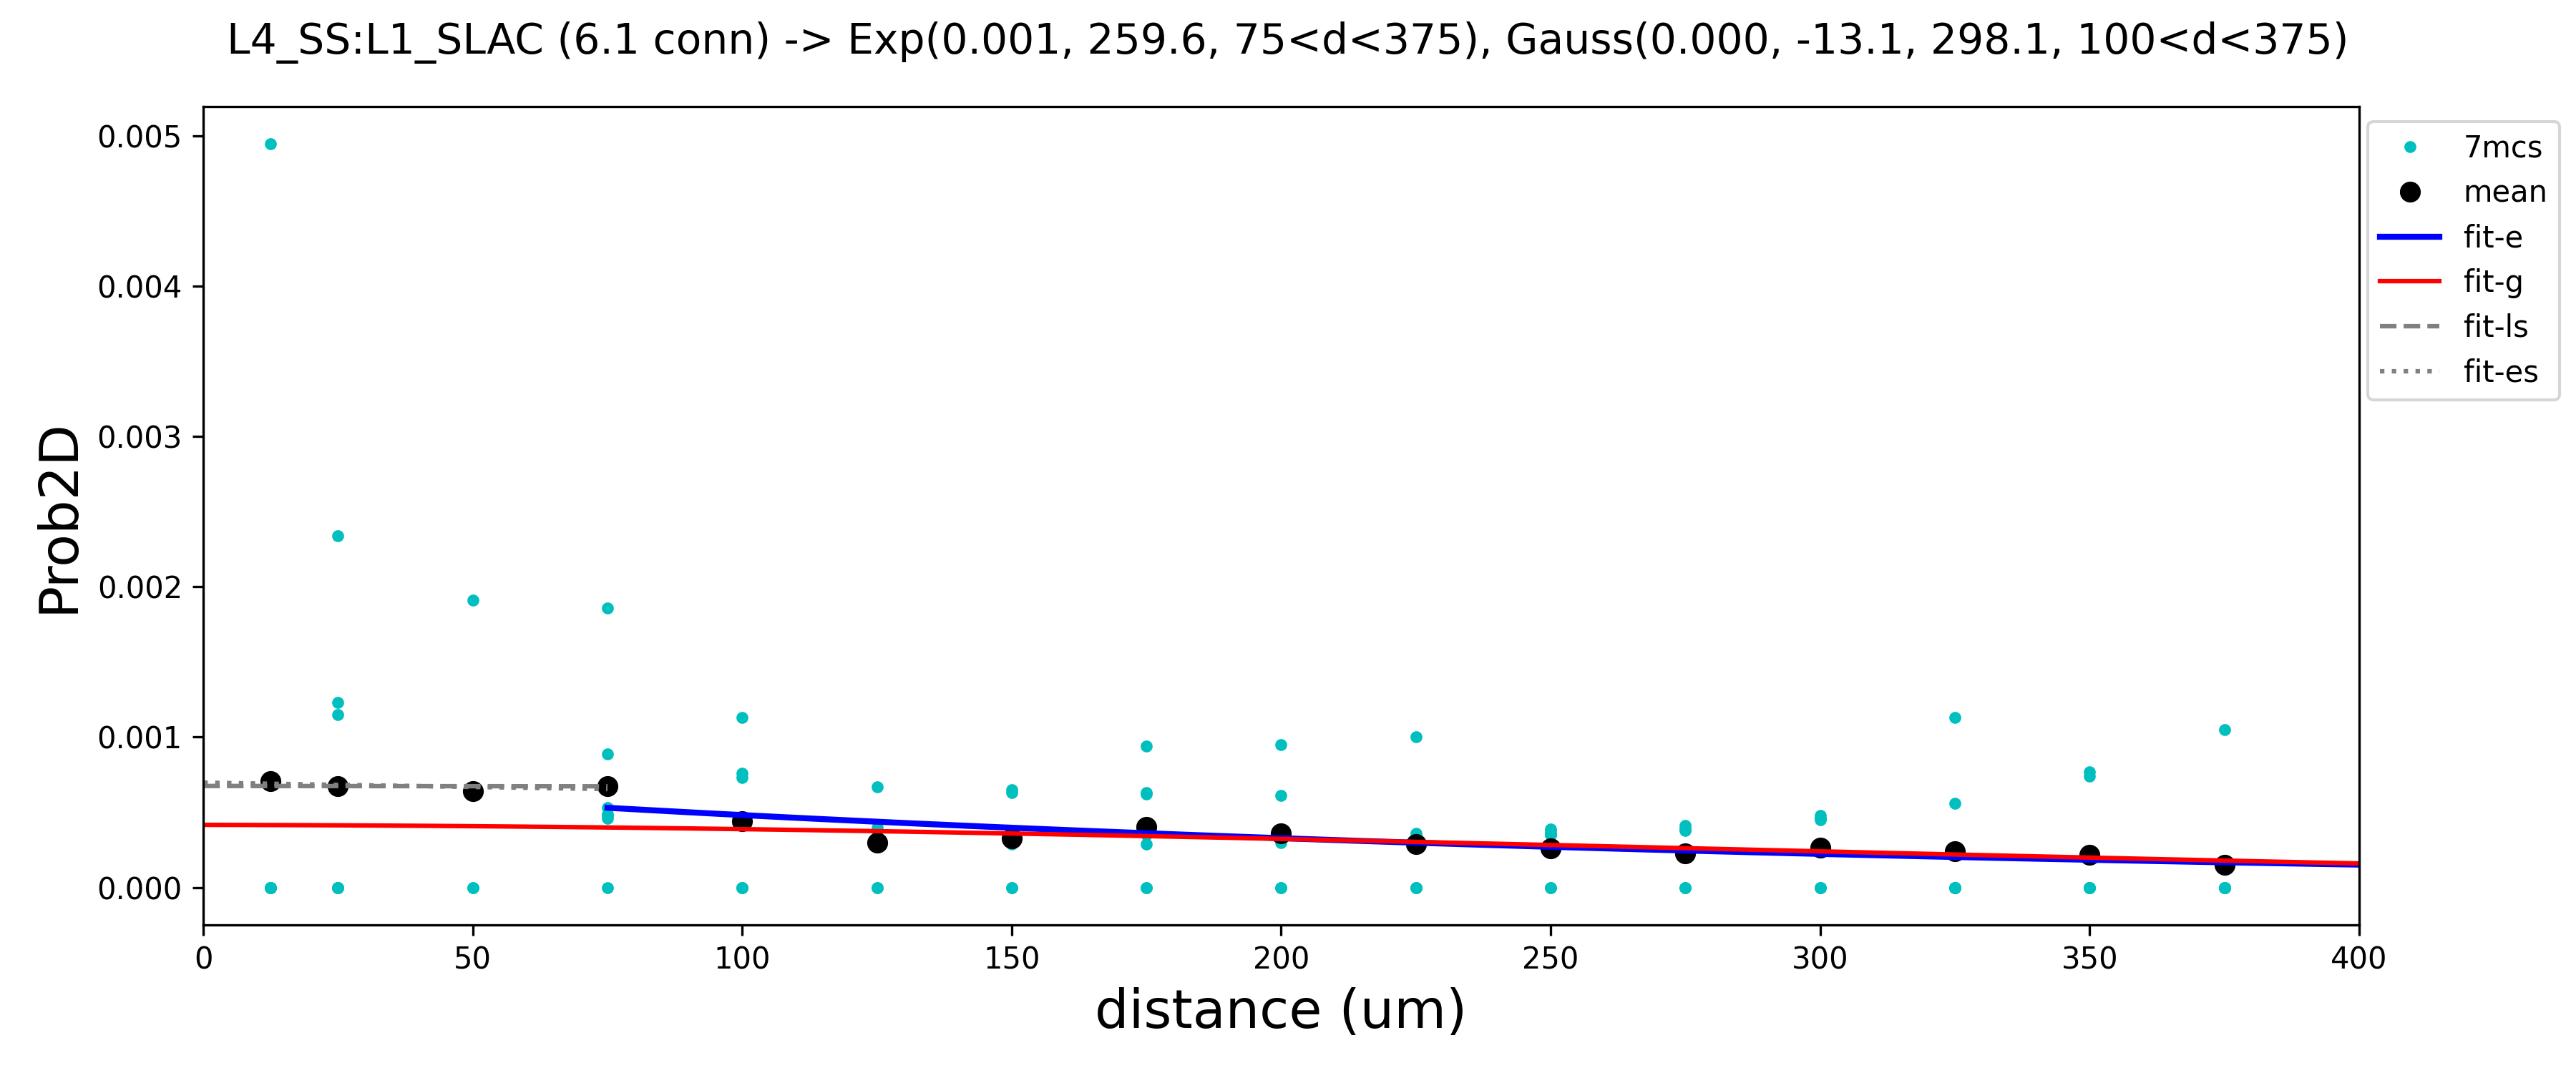 L4_SS:L1_SLAC (6.1 conn) -> Exp(0.001, 259.6, 75<d<375), Gauss(0.000, -13.1, 298.1, 100<d<375)
0.005
0.004
0.003
0.002
0.001
0.000
Prob2D
0 50 100 150 200 250 300 350 400
distance (um)
7mcs
mean
fit-e
fit-g
fit-ls
fit-es